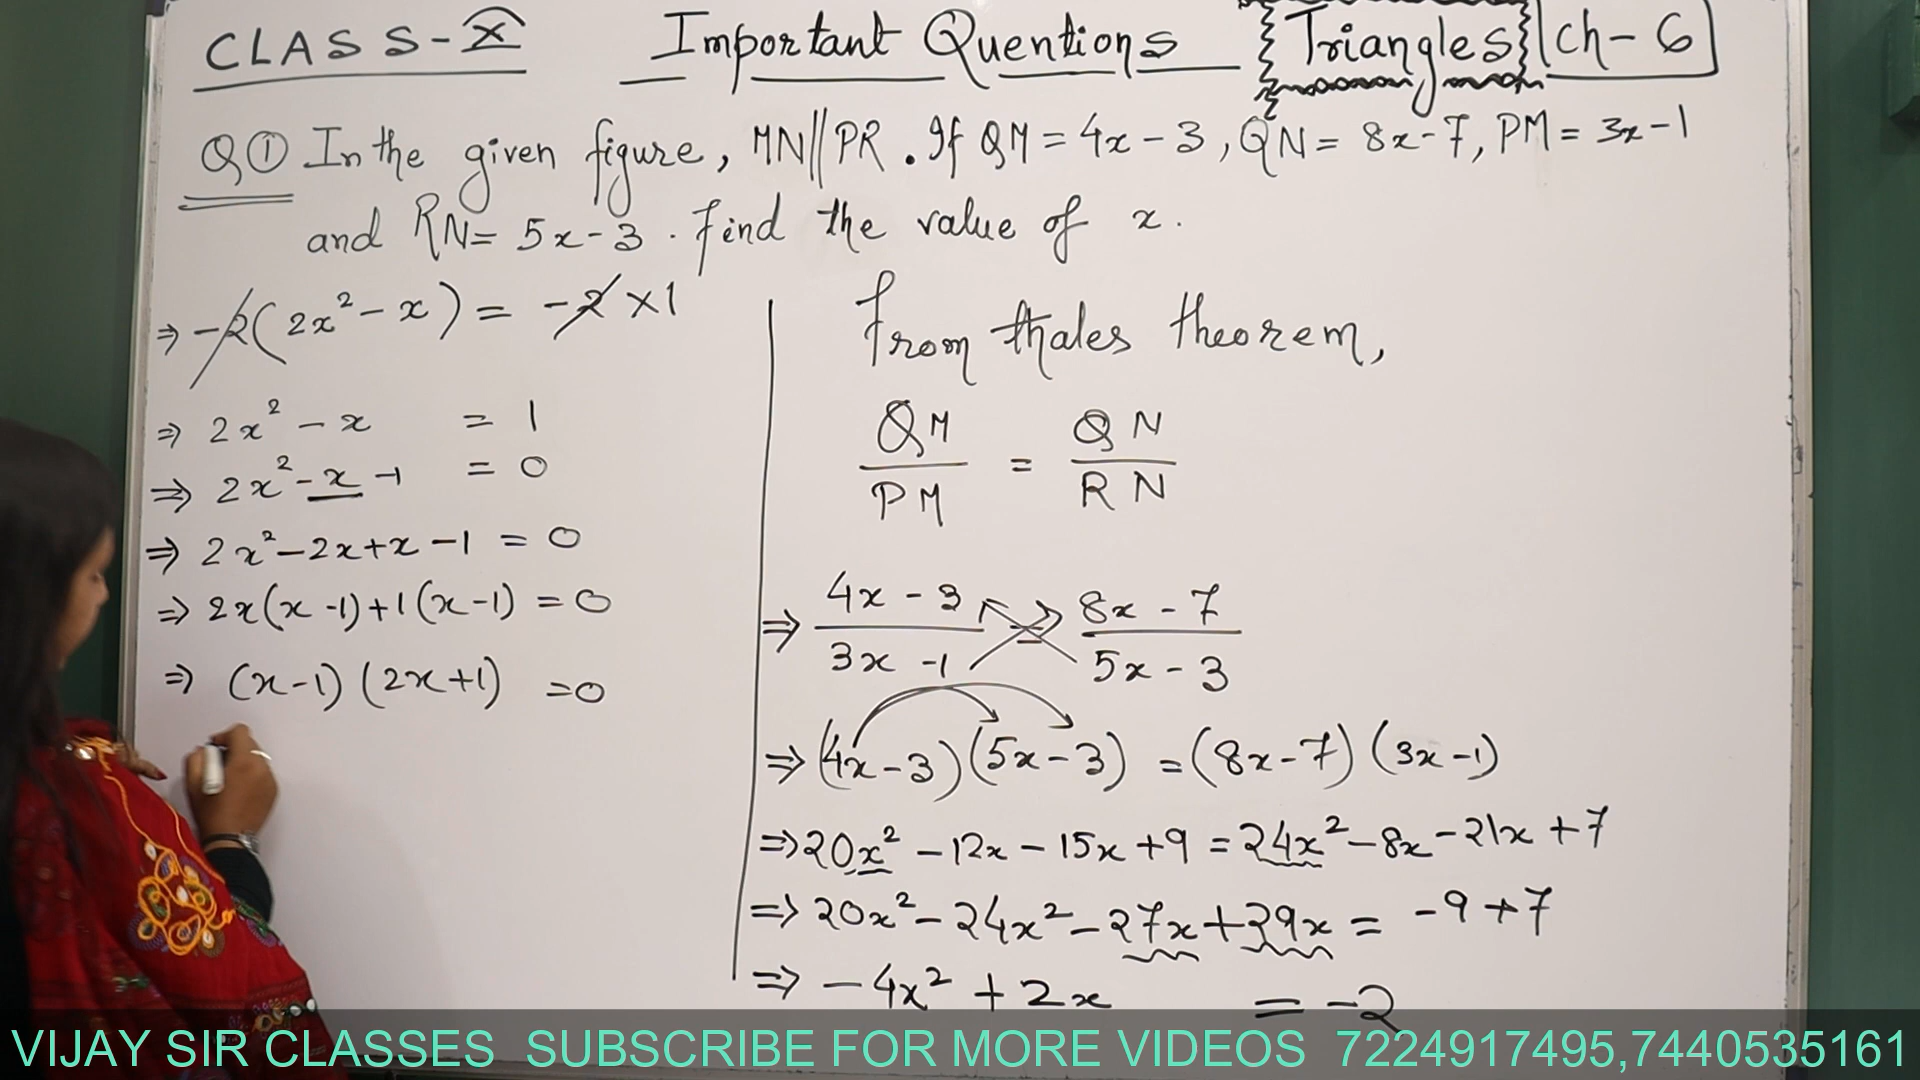 CLASS-X Important Quentions Triangles ch-6
Q① In the given figure, MN||PR. If QM = 4x-3, QN = 8x-7, PM = 3x-1
and RN = 5x-3. find the value of x.
From thales theorem,
QM/PM = QN/RN
⇒ (4x-3)/(3x-1) = (8x-7)/(5x-3)
⇒ (4x-3)(5x-3) = (8x-7)(3x-1)
⇒ 20x²-12x-15x+9 = 24x²-8x-21x+7
⇒ 20x²-24x²-27x+29x = -9+7
⇒ -4x²+2x = -2
⇒ -2(2x²-x) = -2×1
⇒ 2x²-x = 1
⇒ 2x²-x-1 = 0
⇒ 2x²-2x+x-1 = 0
⇒ 2x(x-1)+1(x-1) = 0
⇒ (x-1)(2x+1) = 0
VIJAY SIR CLASSES SUBSCRIBE FOR MORE VIDEOS 7224917495,7440535161